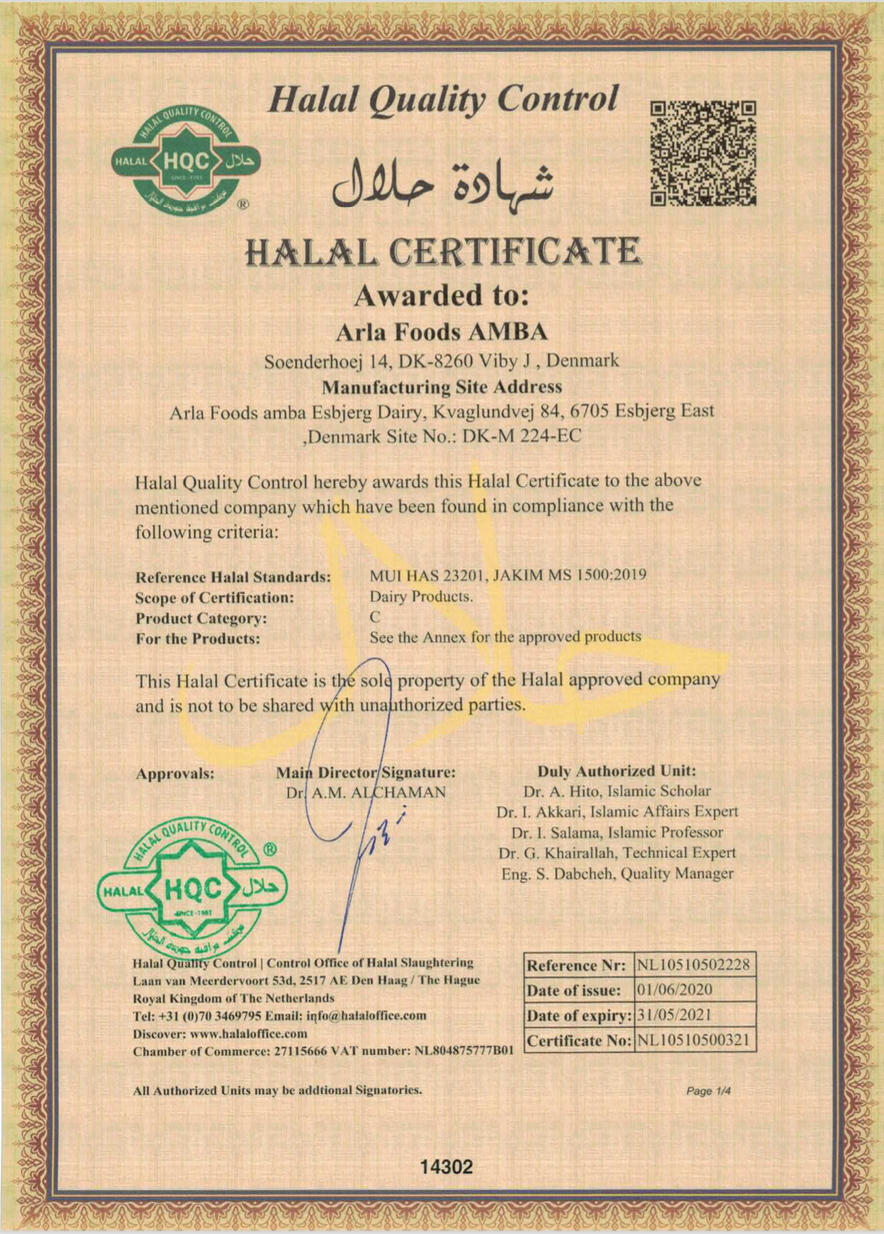 Halal Quality Control
HALAL QUALITY CONTROL
HALAL HQC حلال
SINCE - 1983
®
شهادة حلال
HALAL CERTIFICATE
Awarded to:
Arla Foods AMBA
Soenderhoej 14, DK-8260 Viby J , Denmark
Manufacturing Site Address
Arla Foods amba Esbjerg Dairy, Kvaglundvej 84, 6705 Esbjerg East
,Denmark Site No.: DK-M 224-EC
Halal Quality Control hereby awards this Halal Certificate to the above
mentioned company which have been found in compliance with the
following criteria:
Reference Halal Standards: MUI HAS 23201, JAKIM MS 1500:2019
Scope of Certification: Dairy Products.
Product Category: C
For the Products: See the Annex for the approved products
This Halal Certificate is the sole property of the Halal approved company
and is not to be shared with unauthorized parties.
Approvals:
Main Director Signature:
Dr. A.M. ALCHAMAN
Duly Authorized Unit:
Dr. A. Hito, Islamic Scholar
Dr. I. Akkari, Islamic Affairs Expert
Dr. I. Salama, Islamic Professor
Dr. G. Khairallah, Technical Expert
Eng. S. Dabcheh, Quality Manager
HALAL QUALITY CONTROL
®
HALAL HQC حلال
SINCE - 1983
Halal Quality Control | Control Office of Halal Slaughtering
Laan van Meerdervoort 53d, 2517 AE Den Haag / The Hague
Royal Kingdom of The Netherlands
Tel: +31 (0)70 3469795 Email: info@halaloffice.com
Discover: www.halaloffice.com
Chamber of Commerce: 27115666 VAT number: NL804875777B01
Reference Nr: NL10510502228
Date of issue: 01/06/2020
Date of expiry: 31/05/2021
Certificate No: NL10510500321
All Authorized Units may be addtional Signatories.
Page 1/4
14302